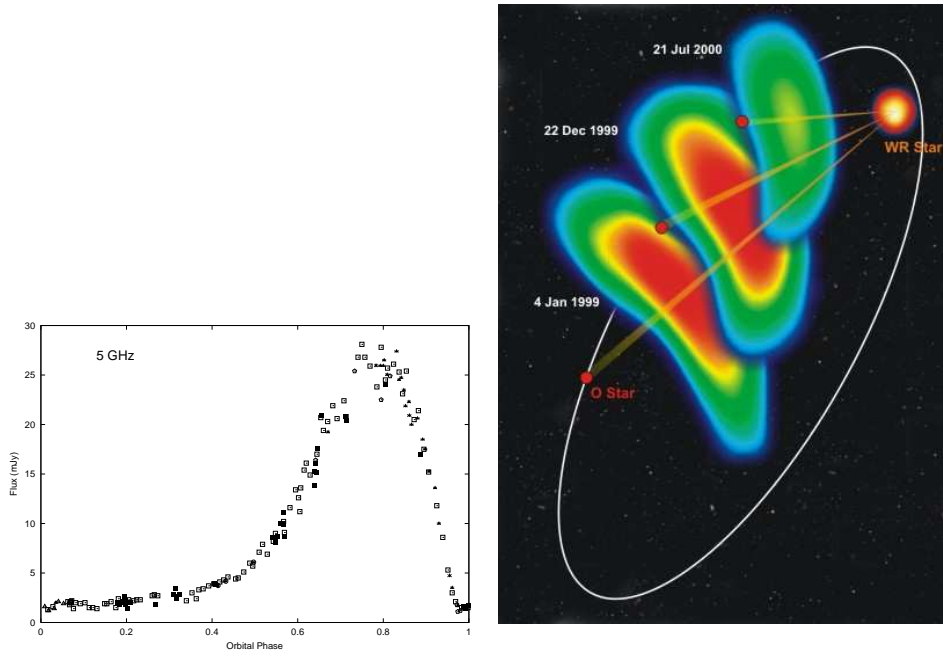 5 GHz
Flux (mJy)
30
25
20
15
10
5
0
0
0.2
0.4
0.6
0.8
1
Orbital Phase
21 Jul 2000
22 Dec 1999
WR Star
4 Jan 1999
O Star